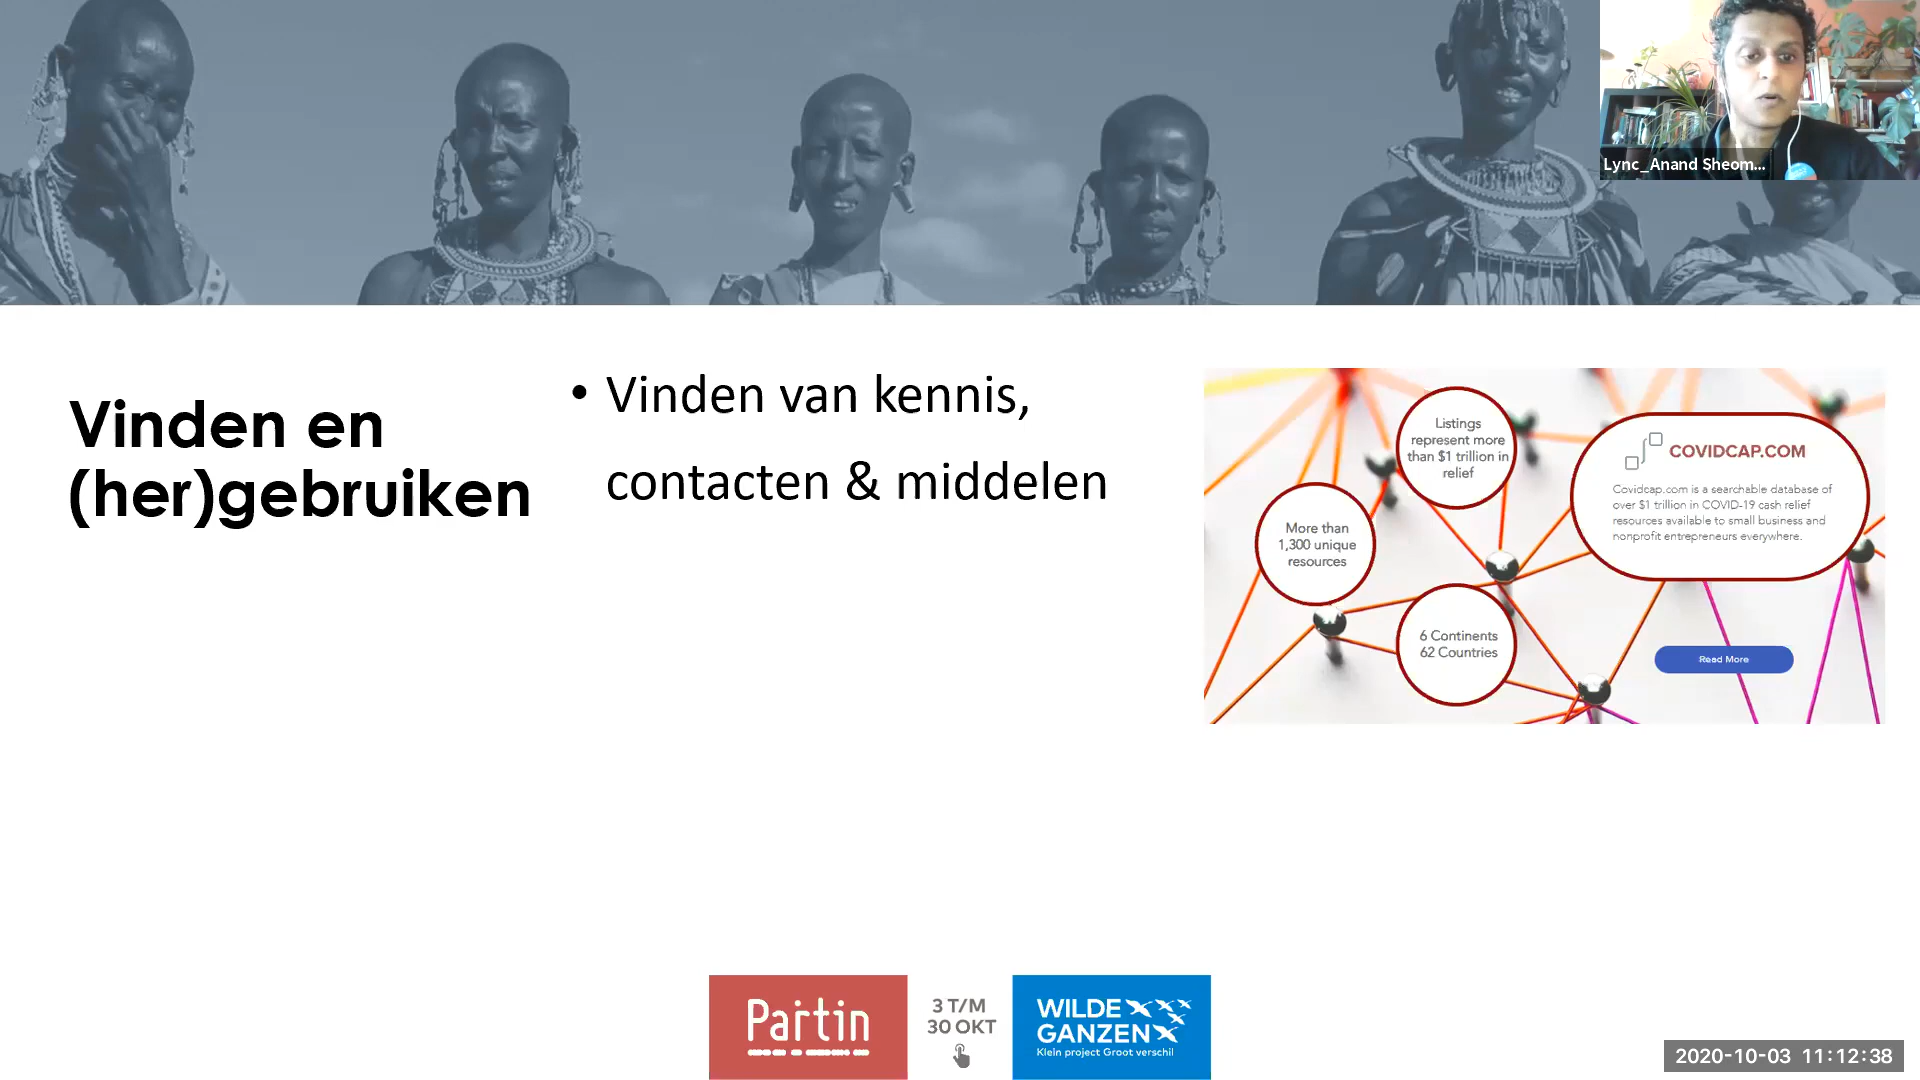 Lync_Anand Sheom...
Vinden en
(her)gebruiken
• Vinden van kennis,
contacten & middelen
Listings
represent more
than $1 trillion in
relief
More than
1,300 unique
resources
6 Continents
62 Countries
COVIDCAP.COM
Covidcap.com is a searchable database of
over $1 trillion in COVID-19 cash relief
resources available to small business and
nonprofit entrepreneurs everywhere.
Read More
Partin
3 T/M
30 OKT
WILDE
GANZEN
Klein project Groot verschil
2020-10-03 11:12:38